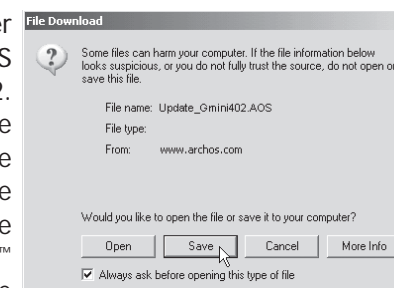 File Download
Some files can harm your computer. If the file information below
looks suspicious, or you do not fully trust the source, do not open or
save this file.
File name: Update_Gmini402.AOS
File type:
From: www.archos.com
Would you like to open the file or save it to your computer?
Open Save Cancel More Info
Always ask before opening this type of file